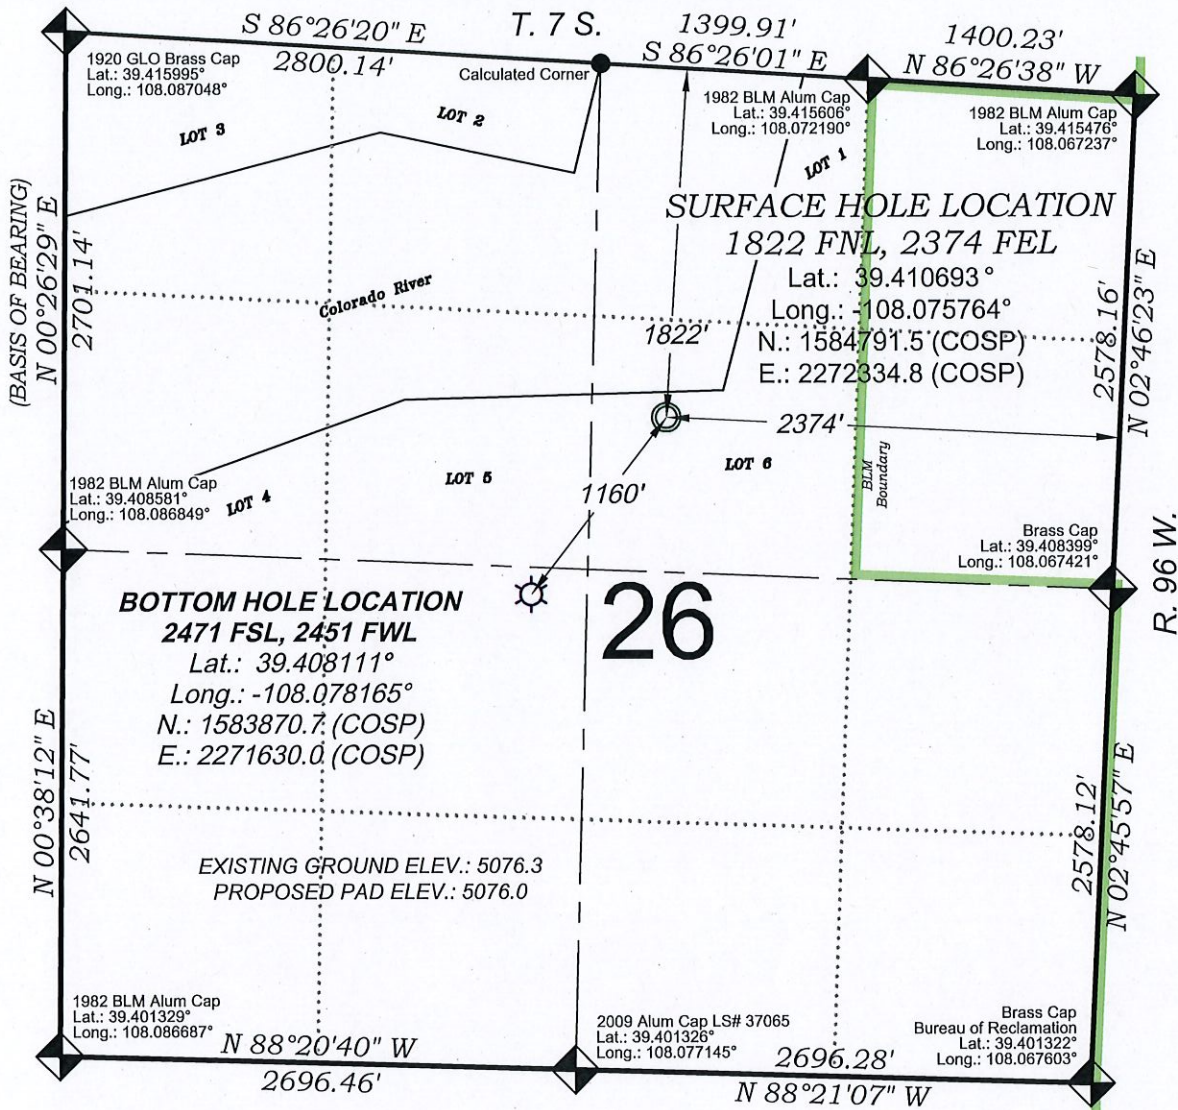 S 86°26'20" E
2800.14'
T. 7 S.
1399.91'
S 86°26'01" E
1400.23'
N 86°26'38" W
1920 GLO Brass Cap
Lat.: 39.415995°
Long.: 108.087048°
Calculated Corner
1982 BLM Alum Cap
Lat.: 39.415606°
Long.: 108.072190°
1982 BLM Alum Cap
Lat.: 39.415476°
Long.: 108.067237°
LOT 3
LOT 2
LOT 1
(BASIS OF BEARING)
N 00°26'29" E
2701.14'
SURFACE HOLE LOCATION
1822 FNL, 2374 FEL
Lat.: 39.410693°
Long.: -108.075764°
N.: 1584791.5 (COSP)
E.: 2272334.8 (COSP)
Colorado River
1822'
2374'
2578.16'
N 02°46'23" E
1982 BLM Alum Cap
Lat.: 39.408581°
Long.: 108.086849°
LOT 4
LOT 5
LOT 6
1160'
BLM
Boundary
Brass Cap
Lat.: 39.408399°
Long.: 108.067421°
R. 96 W.
BOTTOM HOLE LOCATION
2471 FSL, 2451 FWL
Lat.: 39.408111°
Long.: -108.078165°
N.: 1583870.7 (COSP)
E.: 2271630.0 (COSP)
26
N 00°38'12" E
2641.77'
2578.12'
N 02°45'57" E
EXISTING GROUND ELEV.: 5076.3
PROPOSED PAD ELEV.: 5076.0
1982 BLM Alum Cap
Lat.: 39.401329°
Long.: 108.086687°
N 88°20'40" W
2696.46'
2009 Alum Cap LS# 37065
Lat.: 39.401326°
Long.: 108.077145°
2696.28'
N 88°21'07" W
Brass Cap
Bureau of Reclamation
Lat.: 39.401322°
Long.: 108.067603°